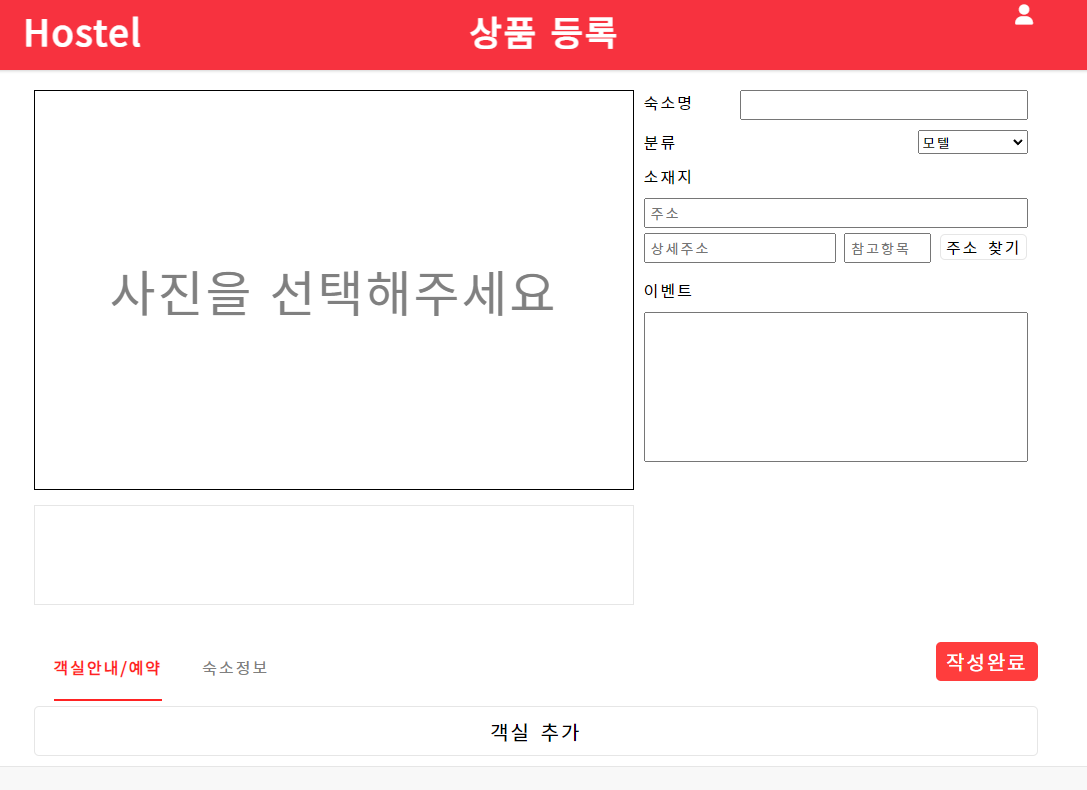 Hostel
상품 등록
사진을 선택해주세요
숙소명
분류
모텔
소재지
주소
상세주소
참고항목
주소 찾기
이벤트
객실안내/예약
숙소정보
작성완료
객실 추가